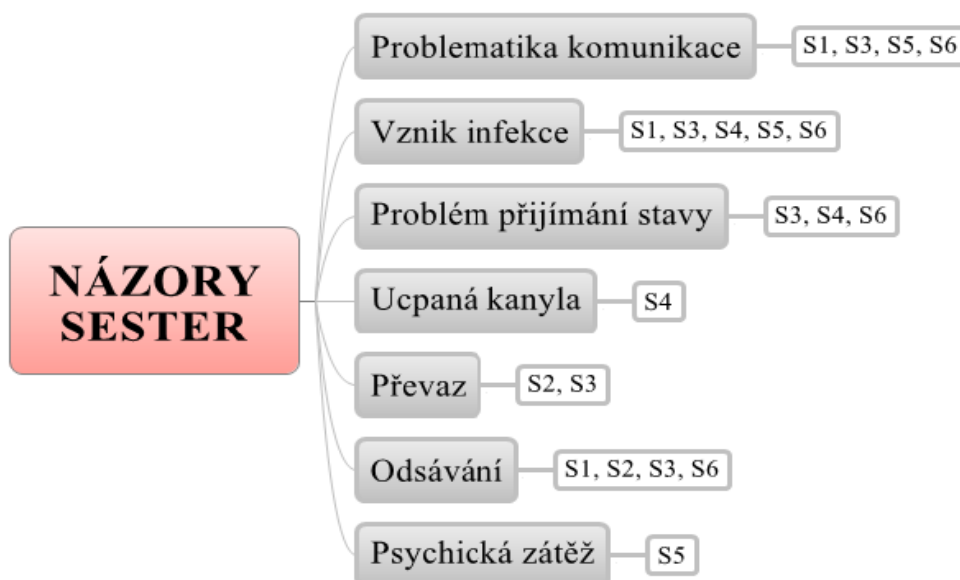 Problematika komunikace
S1, S3, S5, S6
Vznik infekce
S1, S3, S4, S5, S6
Problém přijímání stavy
S3, S4, S6
NÁZORY
SESTER
Ucpaná kanyla
S4
Převaz
S2, S3
Odsávání
S1, S2, S3, S6
Psychická zátěž
S5